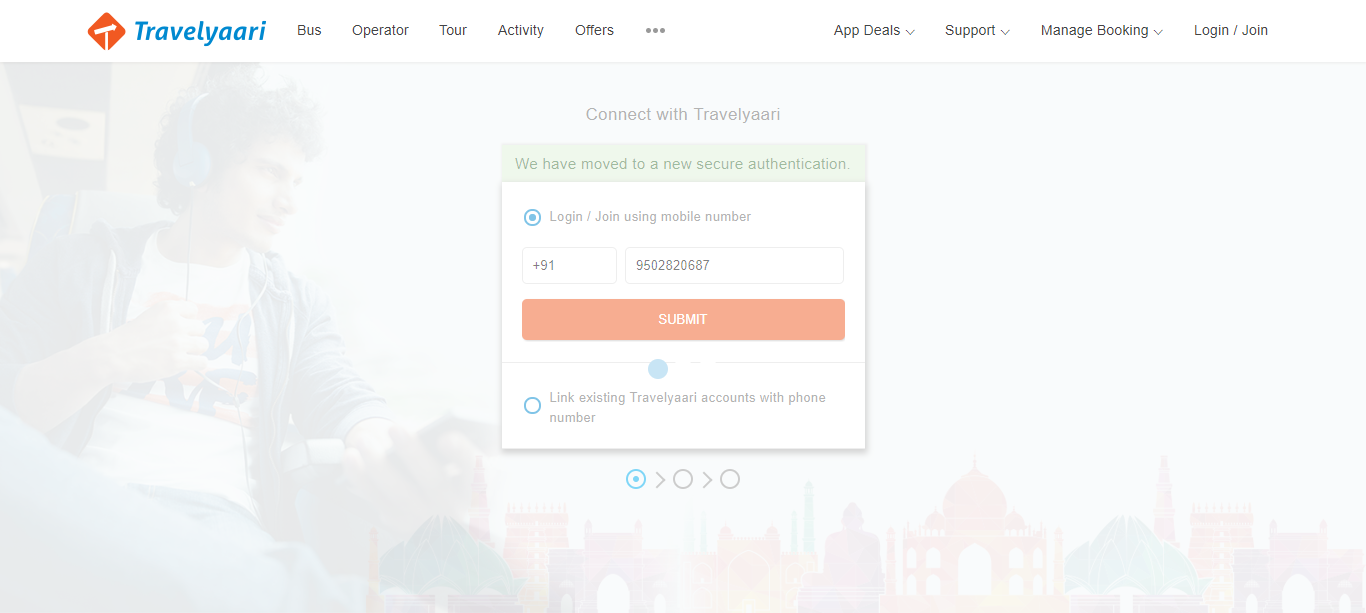 Travelyaari Bus Operator Tour Activity Offers ••• App Deals Support Manage Booking Login / Join
Connect with Travelyaari
We have moved to a new secure authentication.
Login / Join using mobile number
+91 9502820687
SUBMIT
Link existing Travelyaari accounts with phone
number